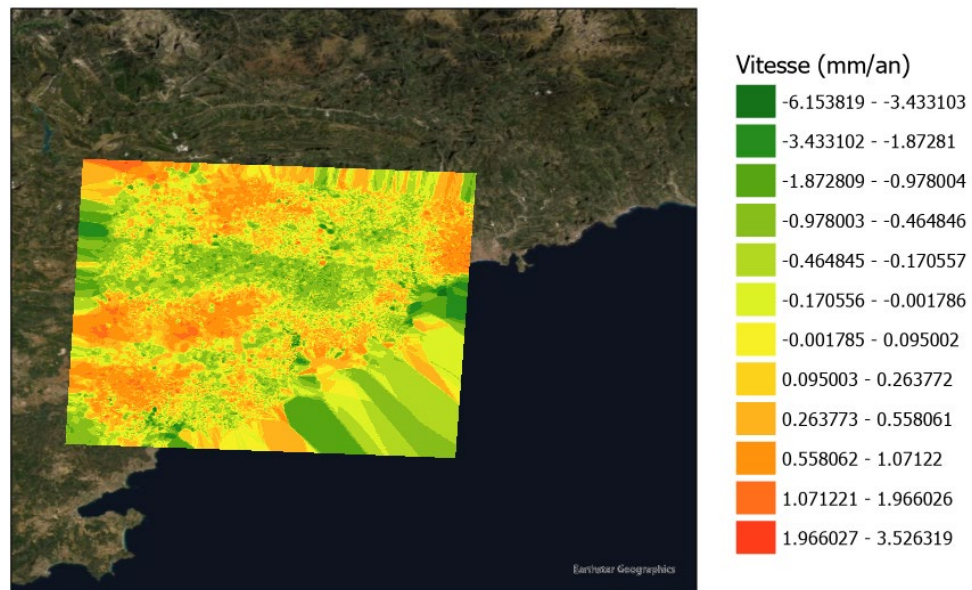 Vitesse (mm/an)
-6.153819 - -3.433103
-3.433102 - -1.87281
-1.872809 - -0.978004
-0.978003 - -0.464846
-0.464845 - -0.170557
-0.170556 - -0.001786
-0.001785 - 0.095002
0.095003 - 0.263772
0.263773 - 0.558061
0.558062 - 1.07122
1.071221 - 1.966026
1.966027 - 3.526319
Earthstar Geographics